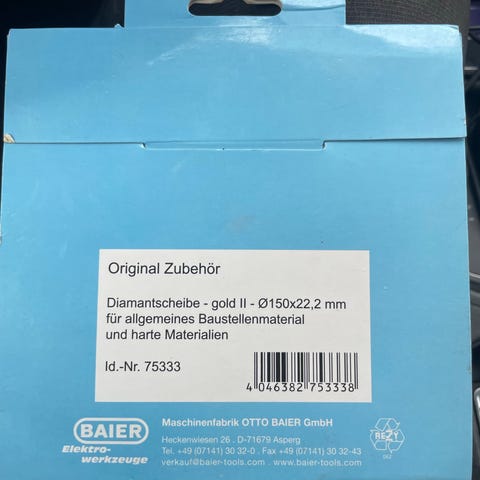 Original Zubehör
Diamantscheibe - gold II - Ø150x22,2 mm
für allgemeines Baustellenmaterial
und harte Materialien
Id.-Nr. 75333
4 046382 753338
BAIER
Elektro-
werkzeuge
Maschinenfabrik OTTO BAIER GmbH
Heckenwiesen 26 . D-71679 Asperg
Tel. +49 (07141) 30 32-0 . Fax +49 (07141) 30 32-43
verkauf@baier-tools.com . www.baier-tools.com
REZY